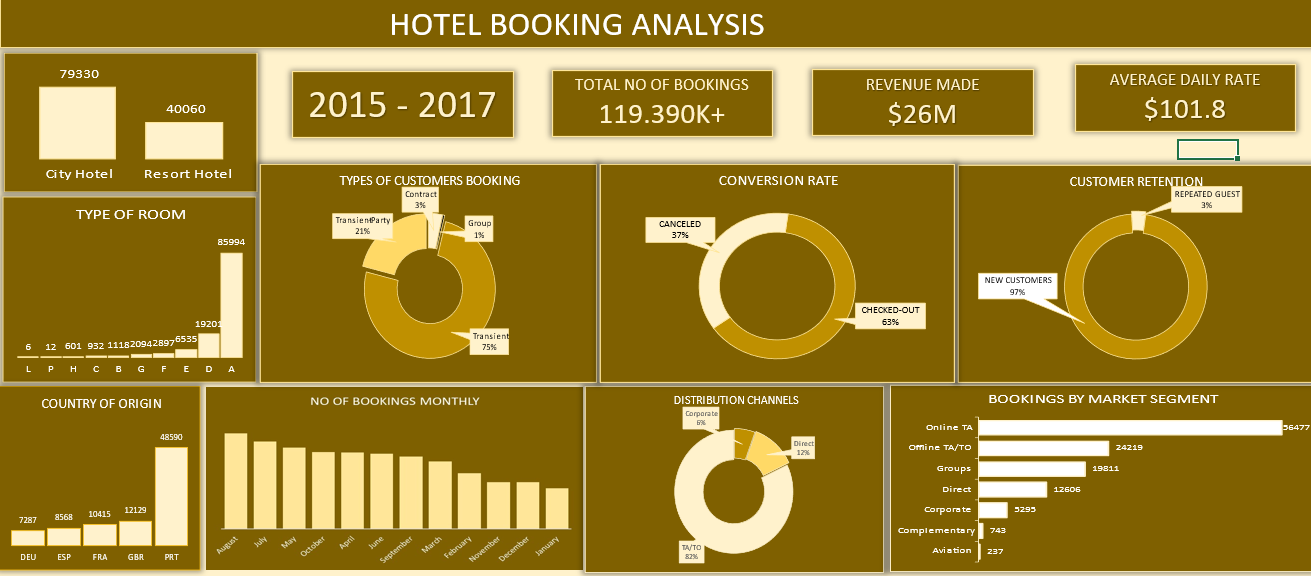 HOTEL BOOKING ANALYSIS
79330
40060
City Hotel
Resort Hotel
2015 - 2017
TOTAL NO OF BOOKINGS
119.390K+
REVENUE MADE
$26M
AVERAGE DAILY RATE
$101.8
TYPE OF ROOM
85994
19201
6535
2897
2094
1118
932
601
12
6
L P H C B G F E D A
TYPES OF CUSTOMERS BOOKING
Contract
3%
Transient-Party
21%
Group
1%
Transient
75%
CONVERSION RATE
CANCELED
37%
CHECKED-OUT
63%
CUSTOMER RETENTION
REPEATED GUEST
3%
NEW CUSTOMERS
97%
COUNTRY OF ORIGIN
48590
12129
10415
8568
7287
DEU ESP FRA GBR PRT
NO OF BOOKINGS MONTHLY
August
July
May
October
April
June
September
March
February
November
December
January
DISTRIBUTION CHANNELS
Corporate
6%
Direct
12%
TA/TO
82%
BOOKINGS BY MARKET SEGMENT
Online TA 56477
Offline TA/TO 24219
Groups 19811
Direct 12606
Corporate 5295
Complementary 743
Aviation 237